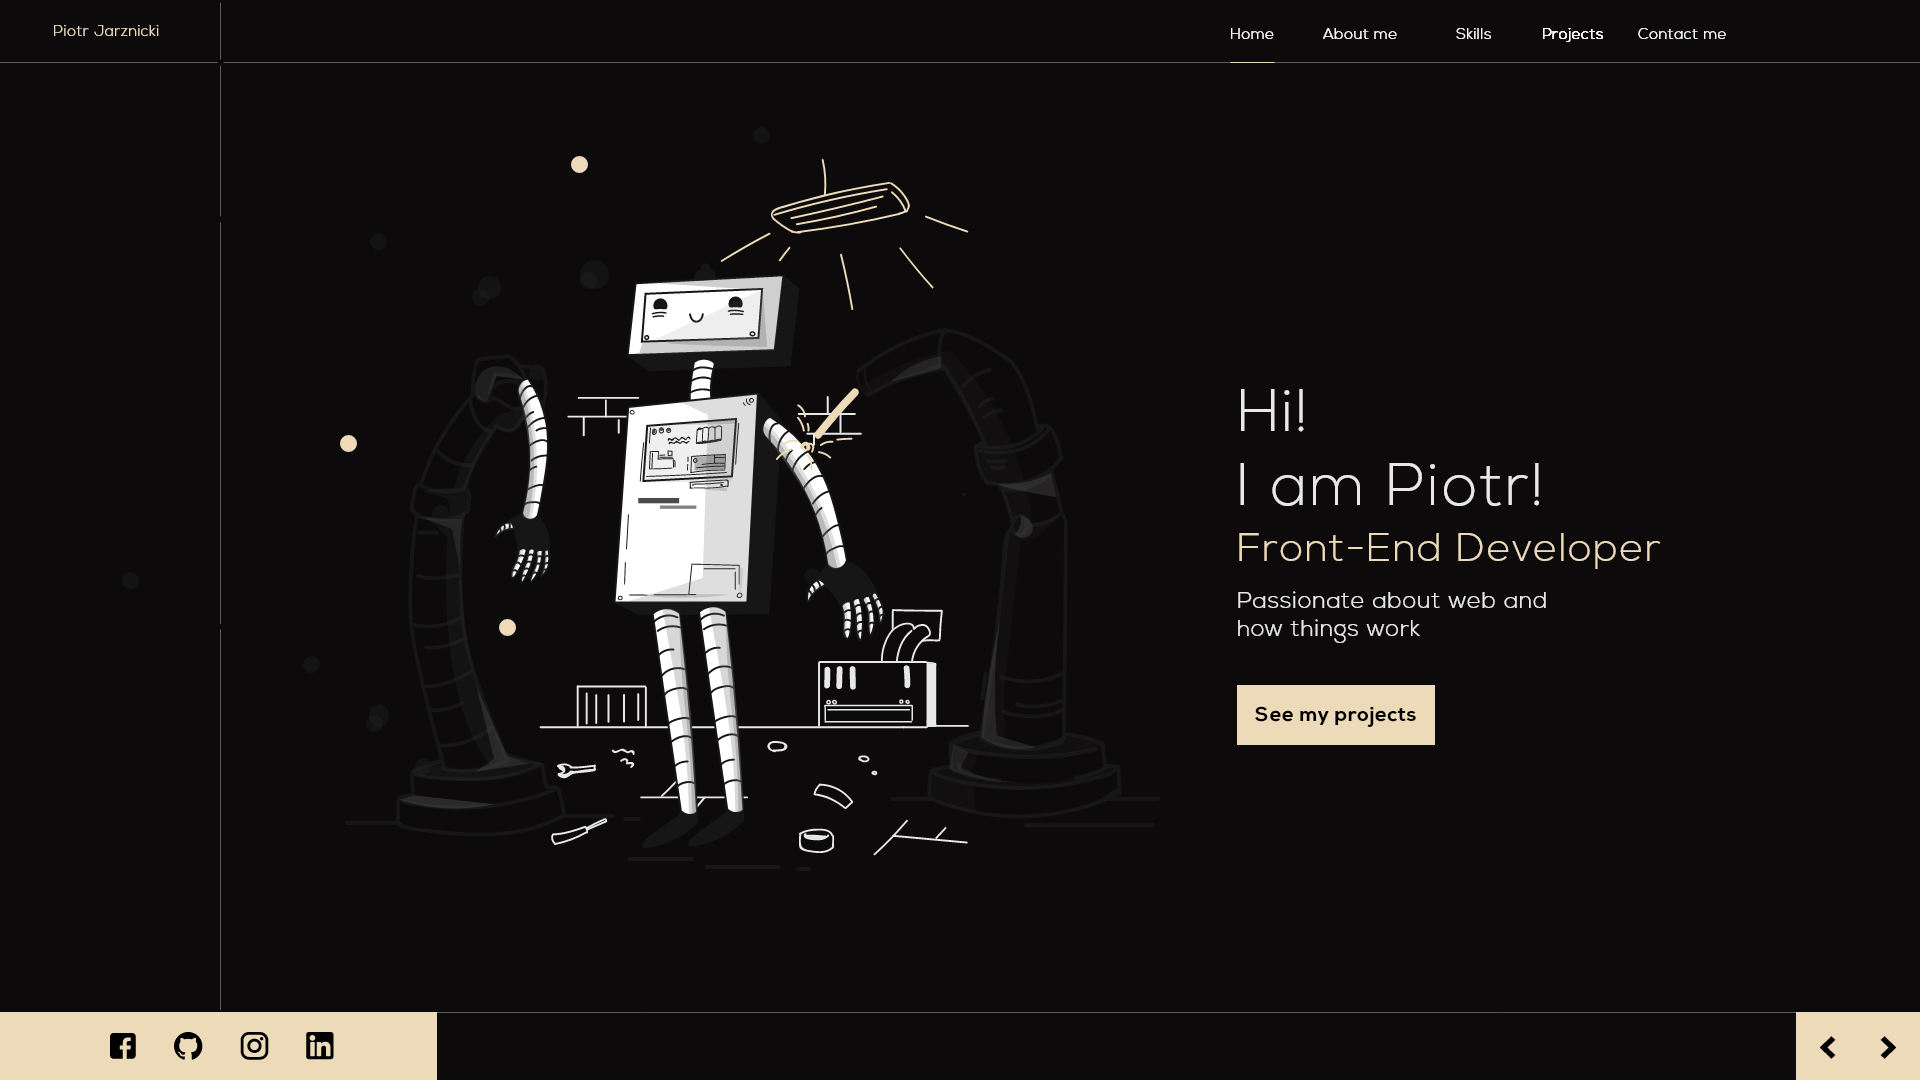 Piotr Jarznicki
Home
About me
Skills
Projects
Contact me
Hi!
I am Piotr!
Front-End Developer
Passionate about web and
how things work
See my projects